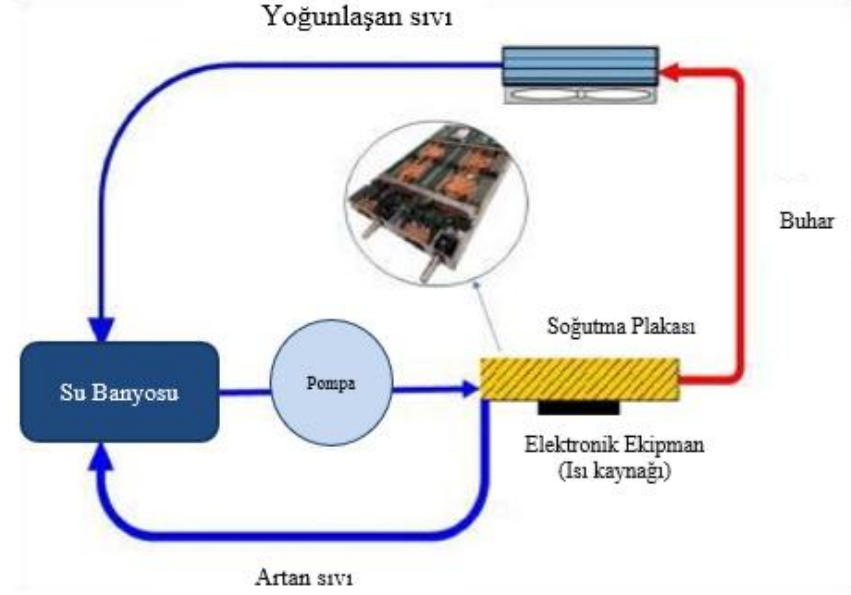 Yoğunlaşan sıvı
Buhar
Soğutma Plakası
Su Banyosu
Pompa
Elektronik Ekipman
(Isı kaynağı)
Artan sıvı